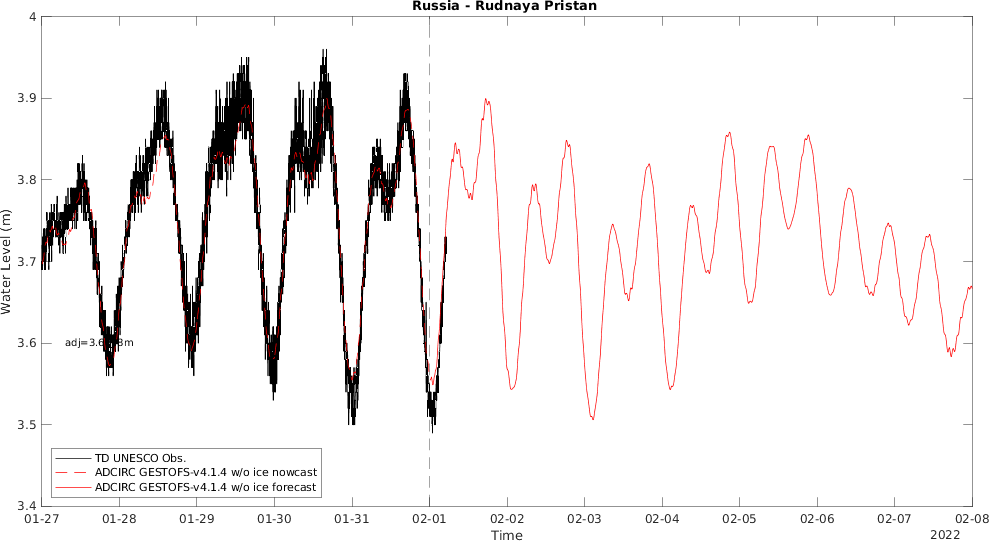 Russia - Rudnaya Pristan
4
3.9
3.8
3.7
3.6
3.5
3.4
Water Level (m)
TD UNESCO Obs.
ADCIRC GESTOFS-v4.1.4 w/o ice nowcast
ADCIRC GESTOFS-v4.1.4 w/o ice forecast
01-27 01-28 01-29 01-30 01-31 02-01 02-02 02-03 02-04 02-05 02-06 02-07 02-08
Time
2022